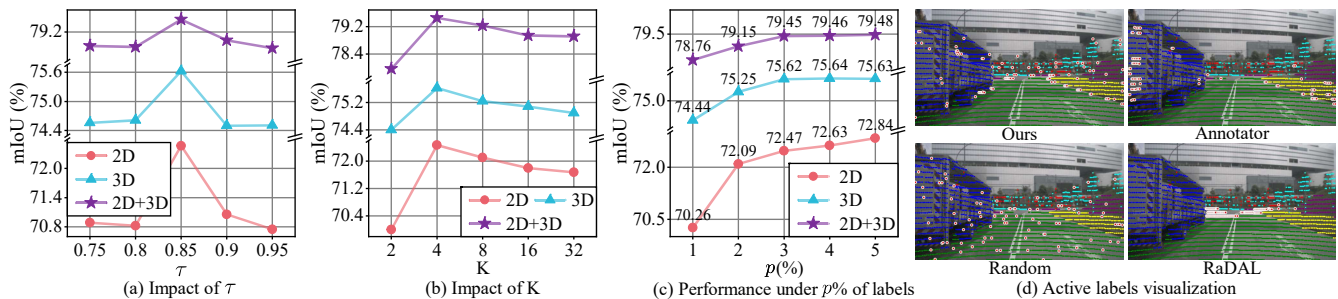 mIoU (%)
79.2
75.6
75.0
74.4
72.0
71.4
70.8
2D
3D
2D+3D
0.75 0.8 0.85 0.9 0.95
τ
(a) Impact of τ
mIoU (%)
79.2
78.4
75.2
74.4
72.0
71.2
70.4
2D 3D
2D+3D
2 4 8 16 32
K
(b) Impact of K
mIoU (%)
79.5
75.0
72.0
70.5
78.76 79.15 79.45 79.46 79.48
74.44 75.25 75.62 75.64 75.63
70.26 72.09 72.47 72.63 72.84
2D
3D
2D+3D
1 2 3 4 5
p(%)
(c) Performance under p% of labels
Ours Annotator
Random RaDAL
(d) Active labels visualization